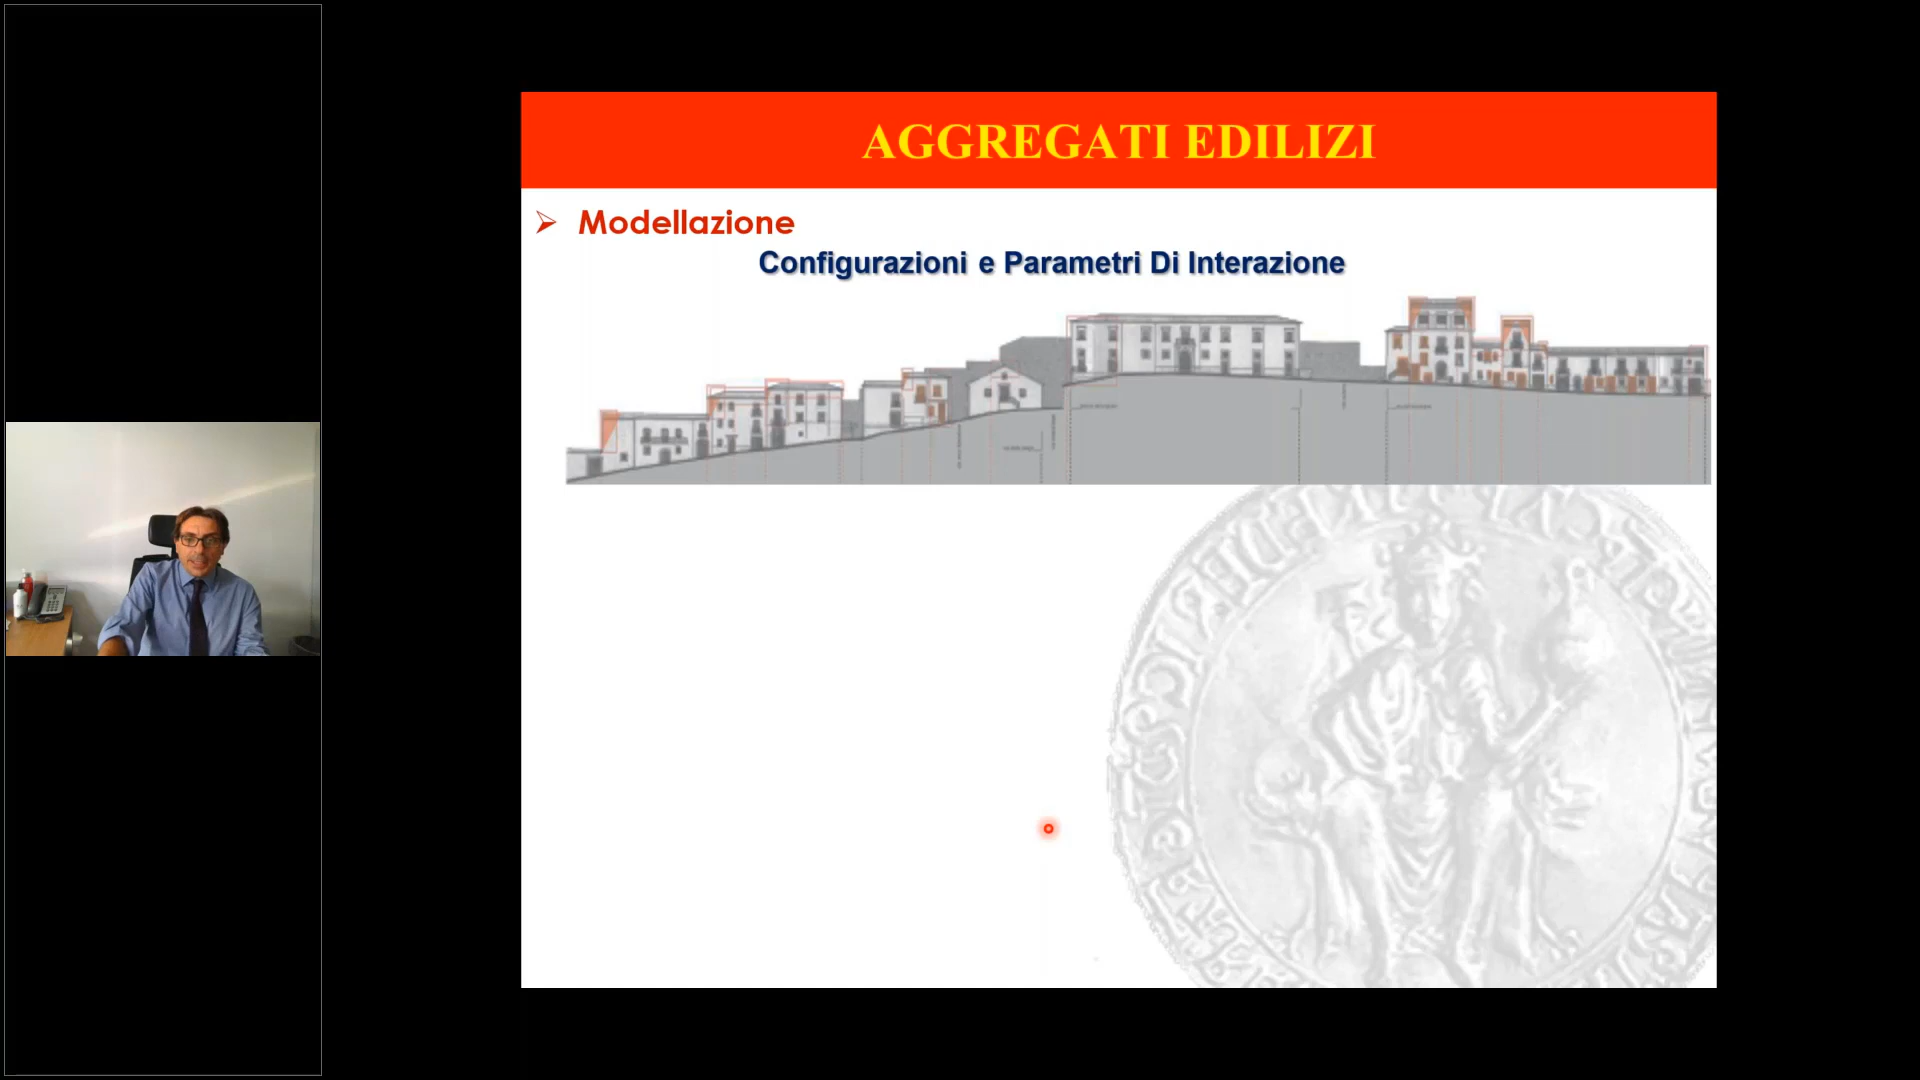 AGGREGATI EDILIZI
Modellazione
Configurazioni e Parametri Di Interazione